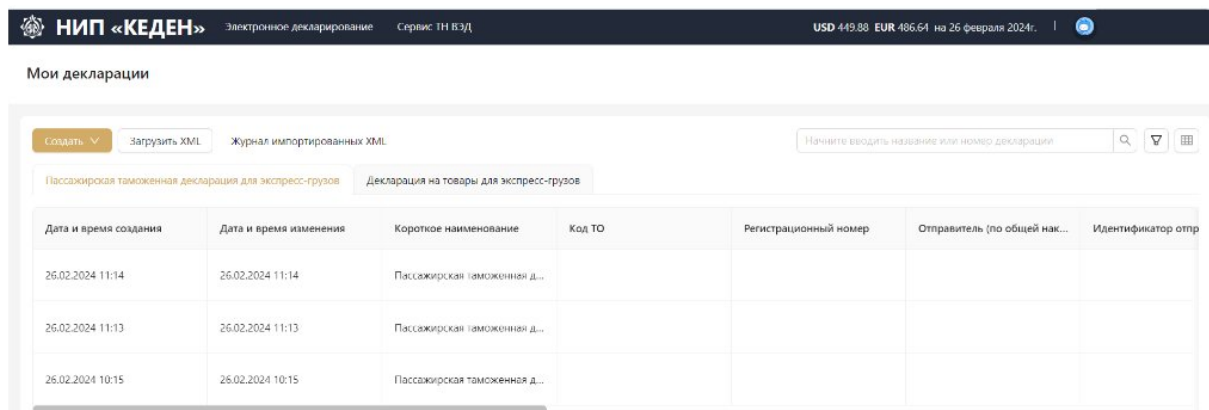 НИП «КЕДЕН» Электронное декларирование Сервис ТН ВЭД USD 449.88 EUR 486.64 на 26 февраля 2024г.
Мои декларации
Создать Загрузить XML Журнал импортированных XML Начните вводить название или номер декларации
Пассажирская таможенная декларация для экспресс-грузов Декларация на товары для экспресс-грузов
Дата и время создания Дата и время изменения Короткое наименование Код ТО Регистрационный номер Отправитель (по общей нак... Идентификатор отпр
26.02.2024 11:14 26.02.2024 11:14 Пассажирская таможенная д...
26.02.2024 11:13 26.02.2024 11:13 Пассажирская таможенная д...
26.02.2024 10:15 26.02.2024 10:15 Пассажирская таможенная д...